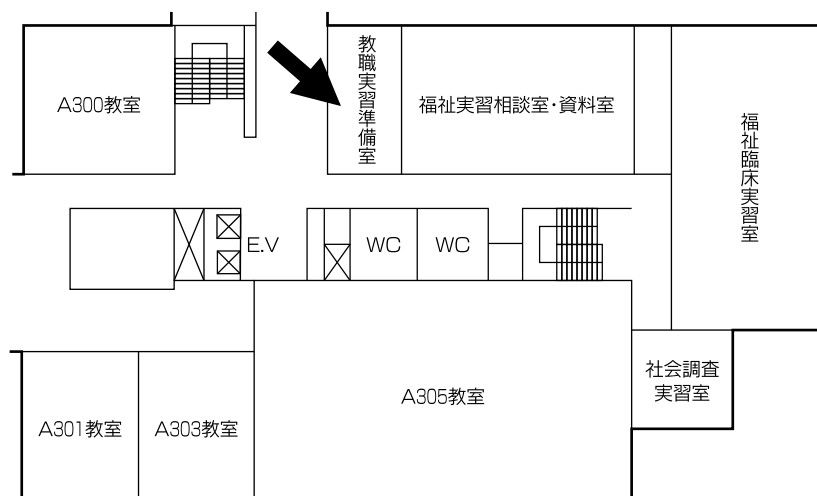 A300教室
教職実習準備室
福祉実習相談室・資料室
福祉臨床実習室
E.V
WC
WC
A301教室
A303教室
A305教室
社会調査
実習室